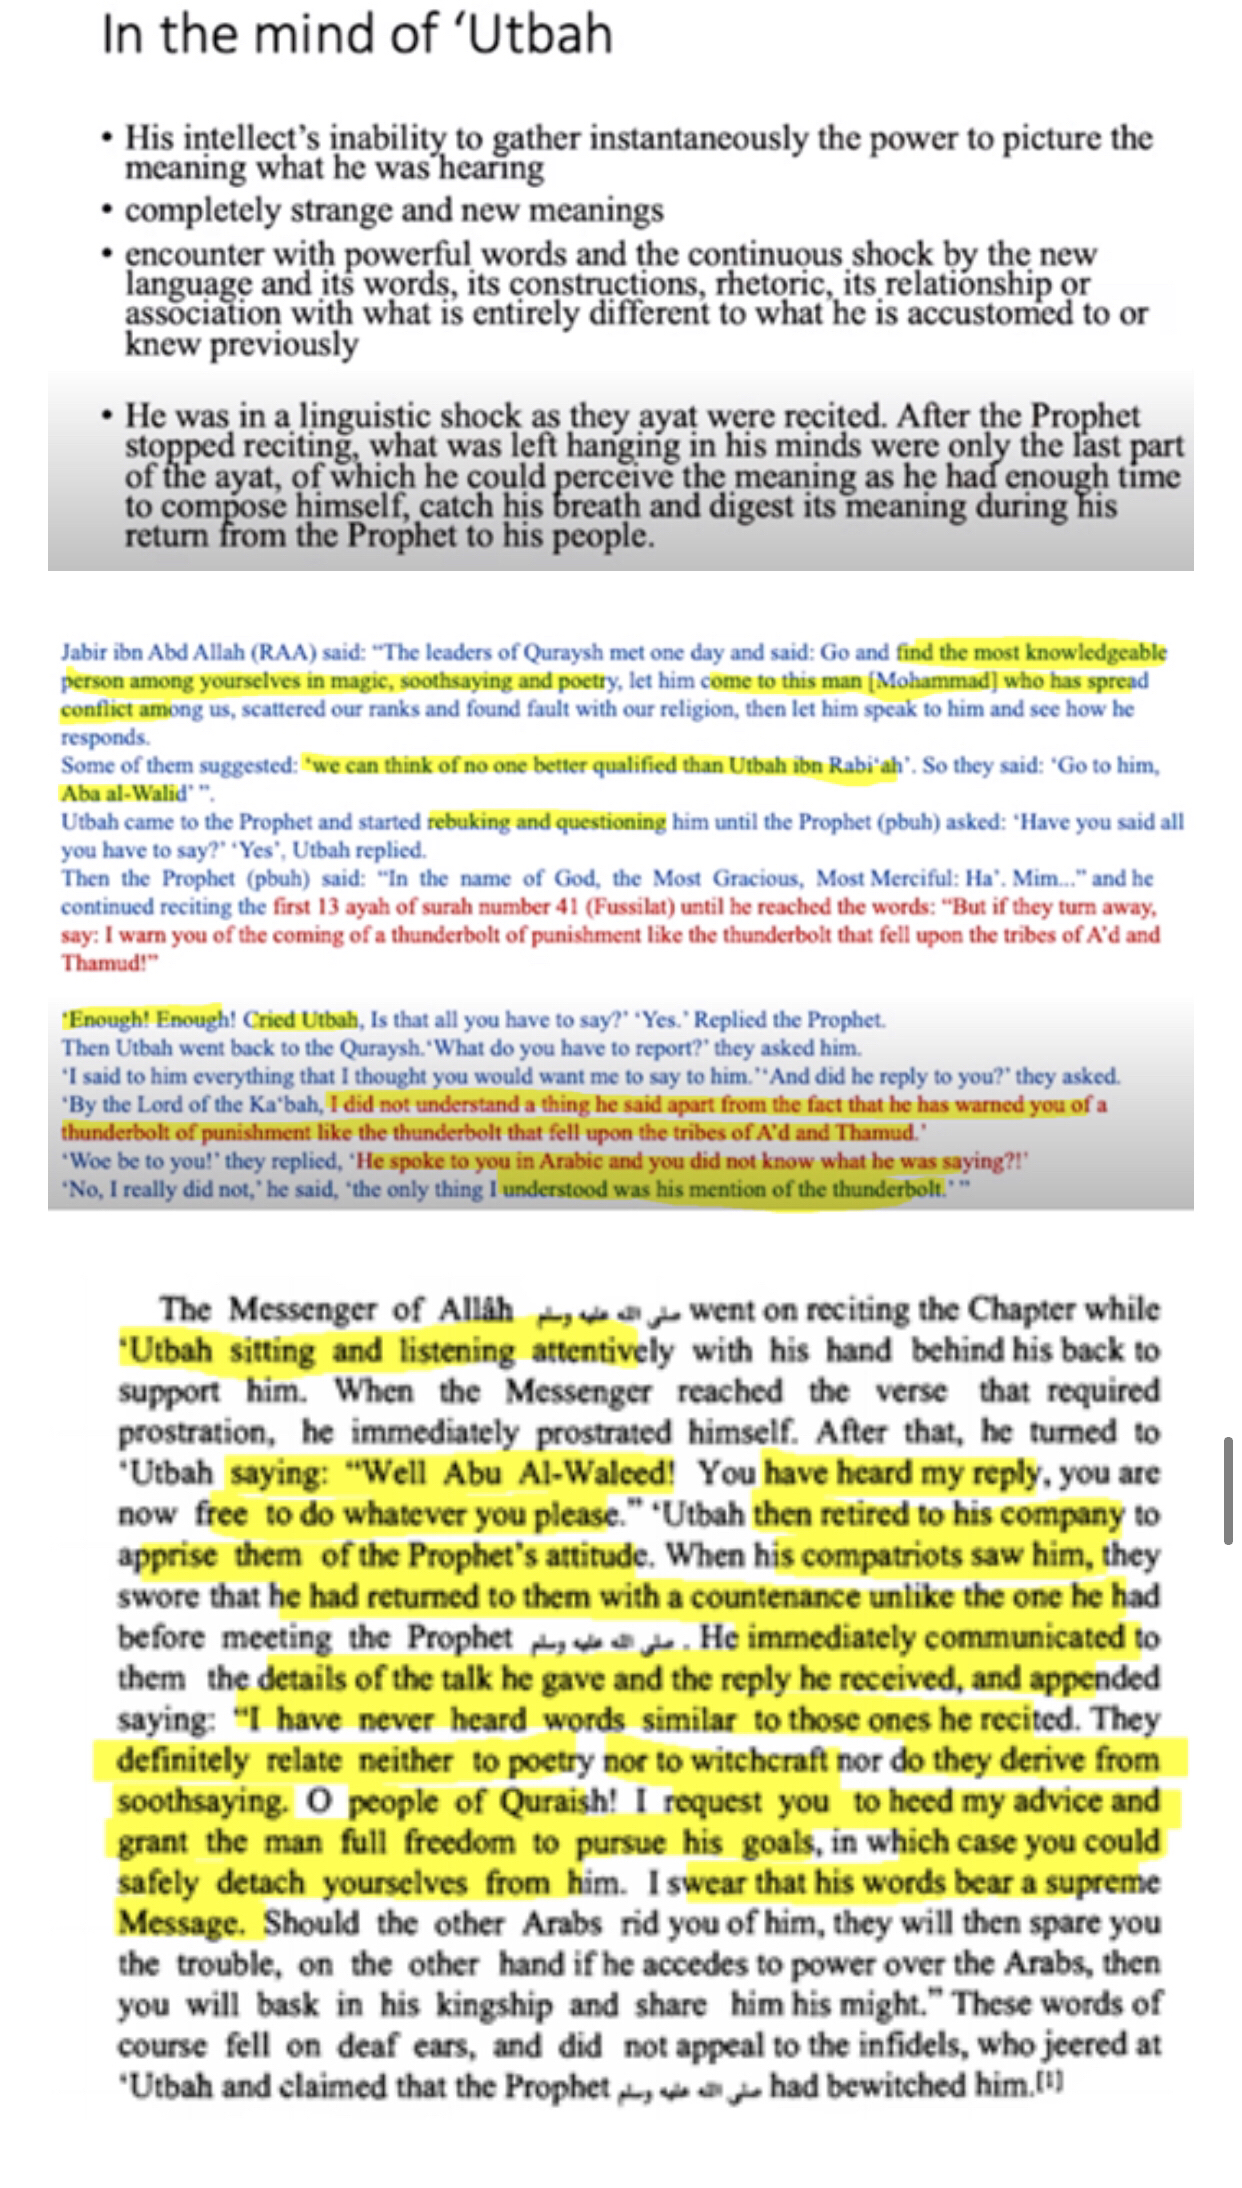 In the mind of ‘Utbah
• His intellect’s inability to gather instantaneously the power to picture the
meaning what he was hearing
• completely strange and new meanings
• encounter with powerful words and the continuous shock by the new
language and its words, its constructions, rhetoric, its relationship or
association with what is entirely different to what he is accustomed to or
knew previously
• He was in a linguistic shock as they ayat were recited. After the Prophet
stopped reciting, what was left hanging in his minds were only the last part
of the ayat, of which he could perceive the meaning as he had enough time
to compose himself, catch his breath and digest its meaning during his
return from the Prophet to his people.
Jabir ibn Abd Allah (RAA) said: “The leaders of Quraysh met one day and said: Go and find the most knowledgeable
person among yourselves in magic, soothsaying and poetry, let him come to this man [Mohammad] who has spread
conflict among us, scattered our ranks and found fault with our religion, then let him speak to him and see how he
responds.
Some of them suggested: ‘we can think of no one better qualified than Utbah ibn Rabi‘ah’. So they said: ‘Go to him,
Aba al-Walid’ ”.
Utbah came to the Prophet and started rebuking and questioning him until the Prophet (pbuh) asked: ‘Have you said all
you have to say?’ ‘Yes’, Utbah replied.
Then the Prophet (pbuh) said: “In the name of God, the Most Gracious, Most Merciful: Ha’. Mim...” and he
continued reciting the first 13 ayah of surah number 41 (Fussilat) until he reached the words: “But if they turn away,
say: I warn you of the coming of a thunderbolt of punishment like the thunderbolt that fell upon the tribes of A’d and
Thamud!”
‘Enough! Enough! Cried Utbah, Is that all you have to say?’ ‘Yes.’ Replied the Prophet.
Then Utbah went back to the Quraysh.‘What do you have to report?’ they asked him.
‘I said to him everything that I thought you would want me to say to him.’‘And did he reply to you?’ they asked.
‘By the Lord of the Ka‘bah, I did not understand a thing he said apart from the fact that he has warned you of a
thunderbolt of punishment like the thunderbolt that fell upon the tribes of A’d and Thamud.’
‘Woe be to you!’ they replied, ‘He spoke to you in Arabic and you did not know what he was saying?!’
‘No, I really did not,’ he said, ‘the only thing I understood was his mention of the thunderbolt.’ ”
The Messenger of Allâh صلى الله عليه وسلم went on reciting the Chapter while
‘Utbah sitting and listening attentively with his hand behind his back to
support him. When the Messenger reached the verse that required
prostration, he immediately prostrated himself. After that, he turned to
‘Utbah saying: “Well Abu Al-Waleed! You have heard my reply, you are
now free to do whatever you please.” ‘Utbah then retired to his company to
apprise them of the Prophet’s attitude. When his compatriots saw him, they
swore that he had returned to them with a countenance unlike the one he had
before meeting the Prophet صلى الله عليه وسلم . He immediately communicated to
them the details of the talk he gave and the reply he received, and appended
saying: “I have never heard words similar to those ones he recited. They
definitely relate neither to poetry nor to witchcraft nor do they derive from
soothsaying. O people of Quraish! I request you to heed my advice and
grant the man full freedom to pursue his goals, in which case you could
safely detach yourselves from him. I swear that his words bear a supreme
Message. Should the other Arabs rid you of him, they will then spare you
the trouble, on the other hand if he accedes to power over the Arabs, then
you will bask in his kingship and share him his might.” These words of
course fell on deaf ears, and did not appeal to the infidels, who jeered at
‘Utbah and claimed that the Prophet صلى الله عليه وسلم had bewitched him.[1]